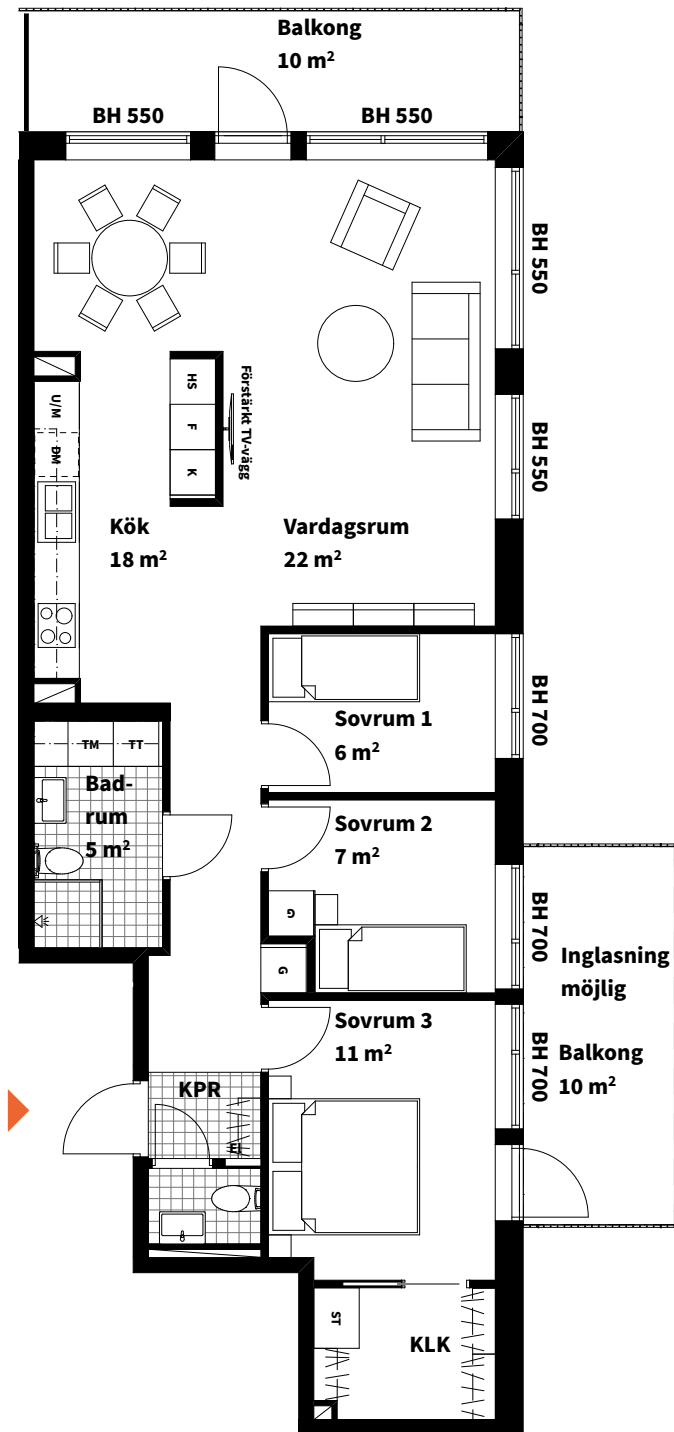 Balkong
10 m²
BH 550
BH 550
BH 550
BH 550
U/M
DM
HS
F
K
Förstärkt TV-vägg
Kök
18 m²
Vardagsrum
22 m²
BH 700
Sovrum 1
6 m²
TM
TT
Bad-
rum
5 m²
Sovrum 2
7 m²
G
G
BH 700
Inglasning
möjlig
Sovrum 3
11 m²
BH 700
Balkong
10 m²
KPR
EL
ST
KLK